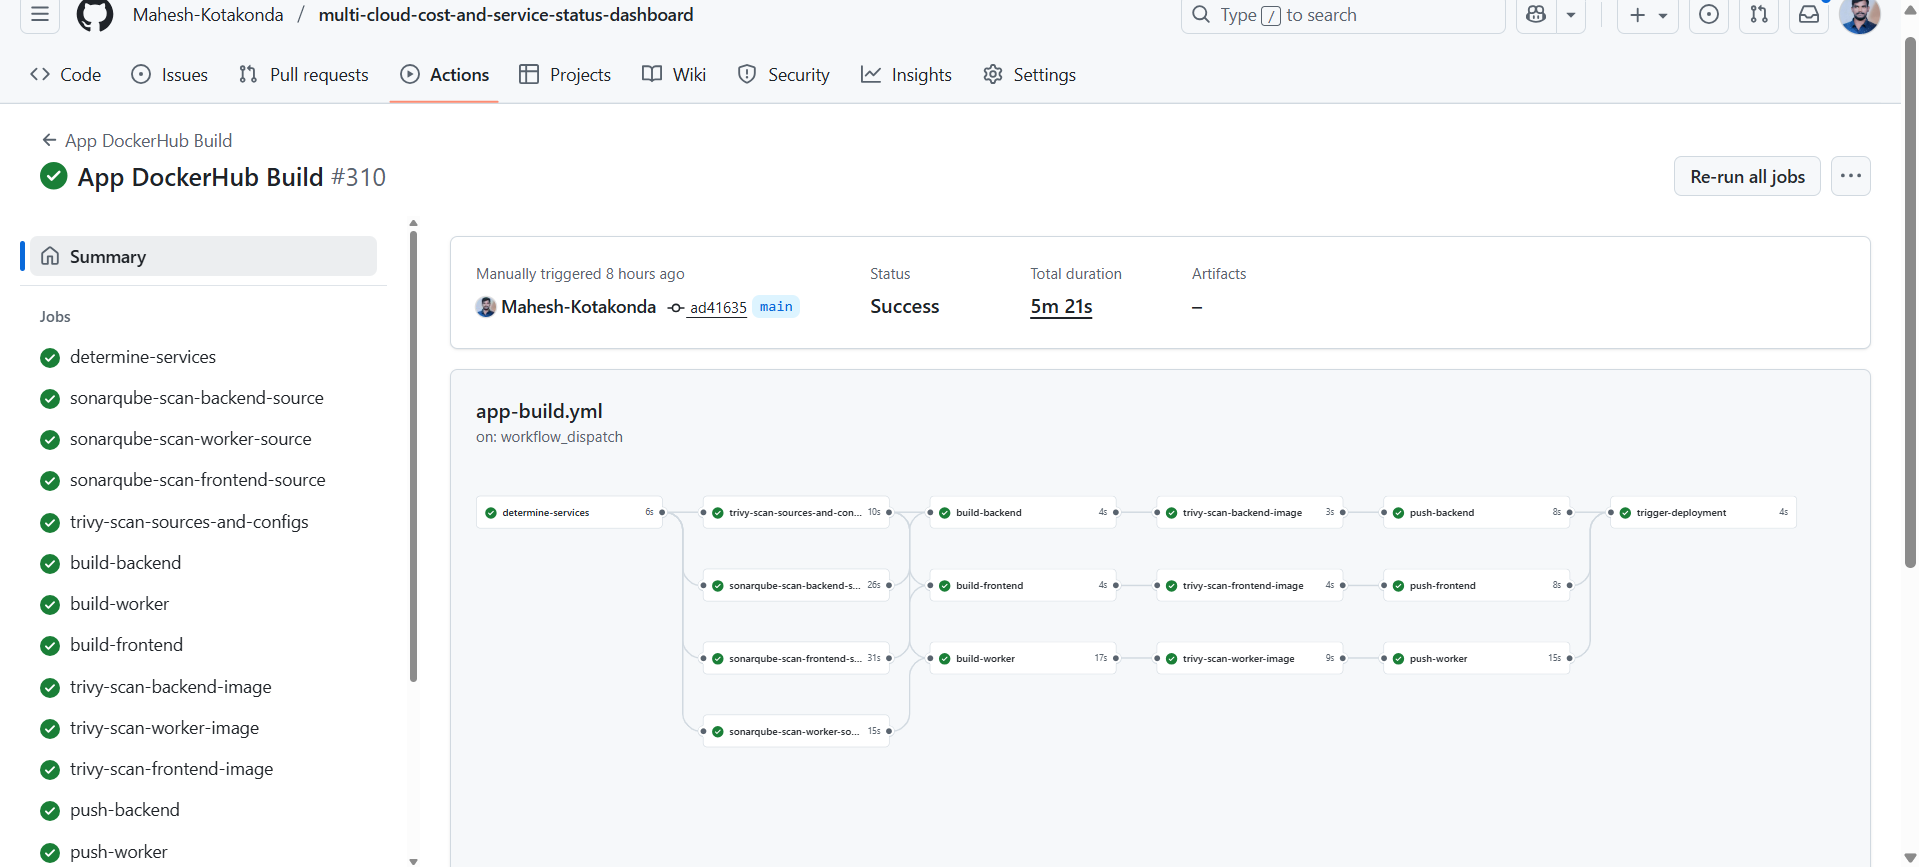 Mahesh-Kotakonda / multi-cloud-cost-and-service-status-dashboard
Type / to search
Code
Issues
Pull requests
Actions
Projects
Wiki
Security
Insights
Settings
App DockerHub Build
App DockerHub Build #310
Re-run all jobs
Summary
Jobs
determine-services
sonarqube-scan-backend-source
sonarqube-scan-worker-source
sonarqube-scan-frontend-source
trivy-scan-sources-and-configs
build-backend
build-worker
build-frontend
trivy-scan-backend-image
trivy-scan-worker-image
trivy-scan-frontend-image
push-backend
push-worker
Manually triggered 8 hours ago
Mahesh-Kotakonda ad41635 main
Status
Success
Total duration
5m 21s
Artifacts
–
app-build.yml
on: workflow_dispatch
determine-services 6s
trivy-scan-sources-and-con... 10s
build-backend 4s
trivy-scan-backend-image 3s
push-backend 8s
trigger-deployment 4s
sonarqube-scan-backend-s... 26s
build-frontend 4s
trivy-scan-frontend-image 4s
push-frontend 8s
sonarqube-scan-frontend-s... 31s
build-worker 17s
trivy-scan-worker-image 9s
push-worker 15s
sonarqube-scan-worker-so... 15s